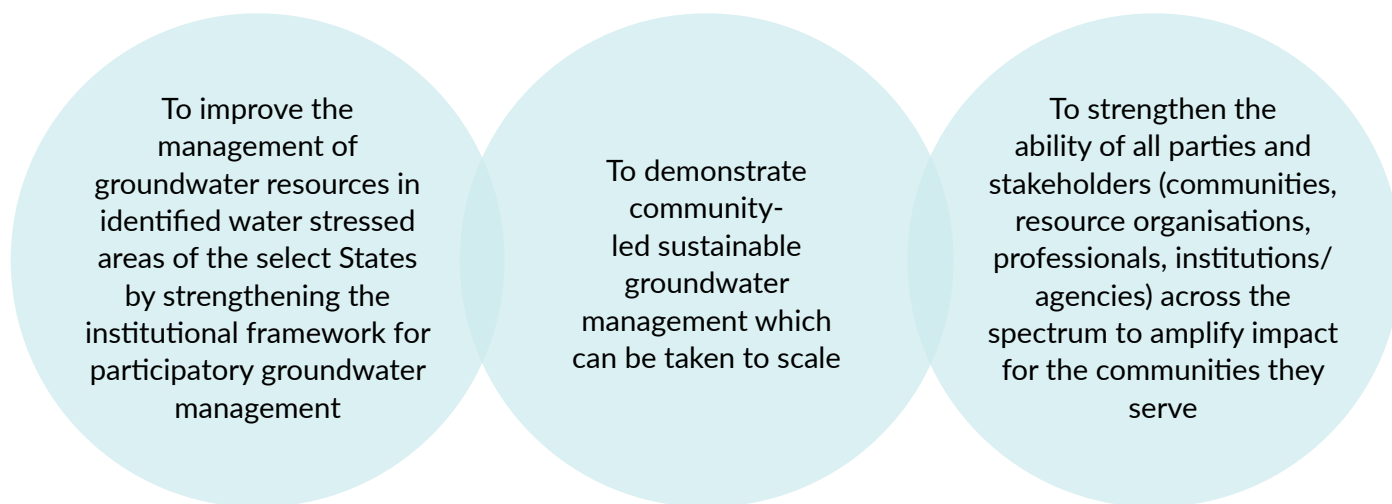 To improve the
management of
groundwater resources in
identified water stressed
areas of the select States
by strengthening the
institutional framework for
participatory groundwater
management
To demonstrate
community-
led sustainable
groundwater
management which
can be taken to scale
To strengthen the
ability of all parties and
stakeholders (communities,
resource organisations,
professionals, institutions/
agencies) across the
spectrum to amplify impact
for the communities they
serve